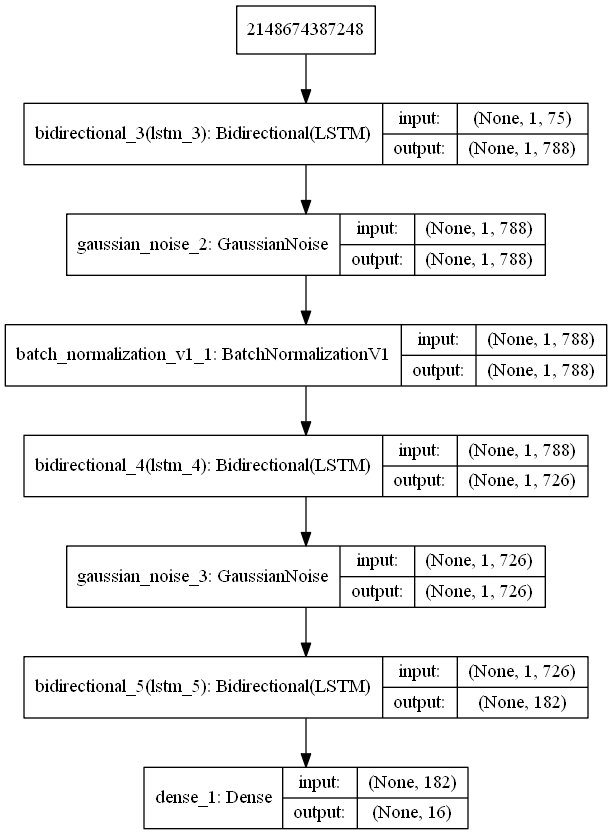 2148674387248
bidirectional_3(lstm_3): Bidirectional(LSTM)
input: (None, 1, 75)
output: (None, 1, 788)
gaussian_noise_2: GaussianNoise
input: (None, 1, 788)
output: (None, 1, 788)
batch_normalization_v1_1: BatchNormalizationV1
input: (None, 1, 788)
output: (None, 1, 788)
bidirectional_4(lstm_4): Bidirectional(LSTM)
input: (None, 1, 788)
output: (None, 1, 726)
gaussian_noise_3: GaussianNoise
input: (None, 1, 726)
output: (None, 1, 726)
bidirectional_5(lstm_5): Bidirectional(LSTM)
input: (None, 1, 726)
output: (None, 182)
dense_1: Dense
input: (None, 182)
output: (None, 16)